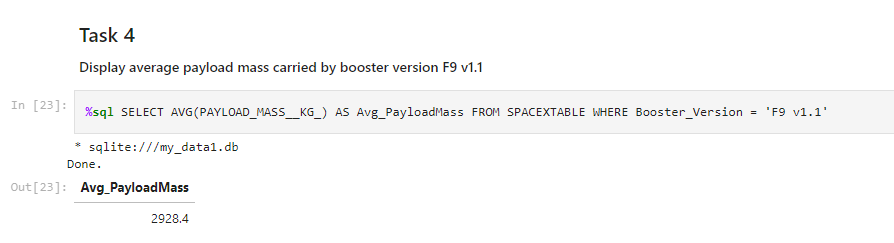 Task 4
Display average payload mass carried by booster version F9 v1.1
In [23]: %sql SELECT AVG(PAYLOAD_MASS__KG_) AS Avg_PayloadMass FROM SPACEXTABLE WHERE Booster_Version = 'F9 v1.1'
* sqlite:///my_data1.db
Done.
Out[23]: Avg_PayloadMass
2928.4